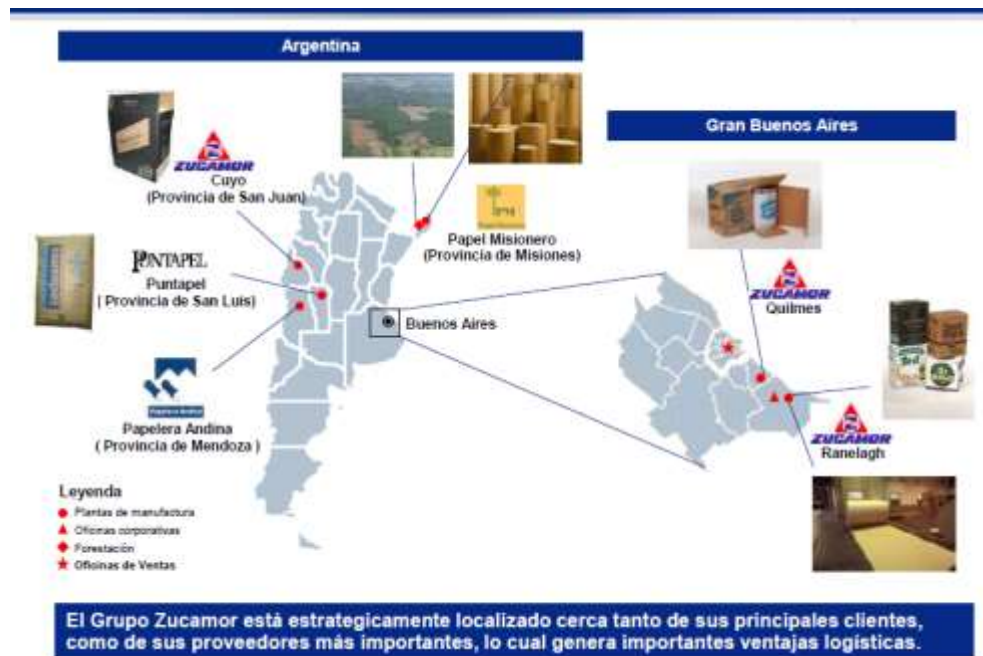 Argentina
ZUCAMOR
Cuyo
(Provincia de San Juan)
Papel Misionero
(Provincia de Misiones)
PUNTAPEL
Puntapel
( Provincia de San Luis)
Papelera Andina
Papelera Andina
( Provincia de Mendoza )
Buenos Aires
Gran Buenos Aires
ZUCAMOR
Quilmes
ZUCAMOR
Ranelagh
Leyenda
Plantas de manufactura
Oficinas corporativas
Forestación
Oficinas de Ventas
El Grupo Zucamor está estrategicamente localizado cerca tanto de sus principales clientes,
como de sus proveedores más importantes, lo cual genera importantes ventajas logísticas.